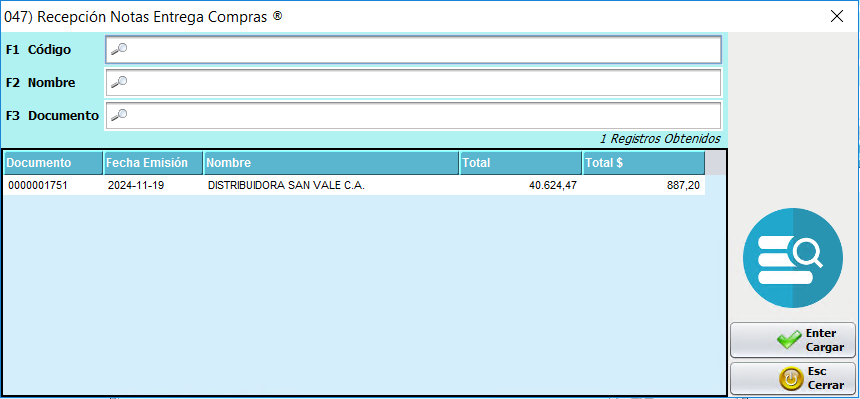 047) Recepción Notas Entrega Compras ®
F1 Código
F2 Nombre
F3 Documento
1 Registros Obtenidos
Documento Fecha Emisión Nombre Total Total $
0000001751 2024-11-19 DISTRIBUIDORA SAN VALE C.A. 40.624,47 887,20
Enter
Cargar
Esc
Cerrar